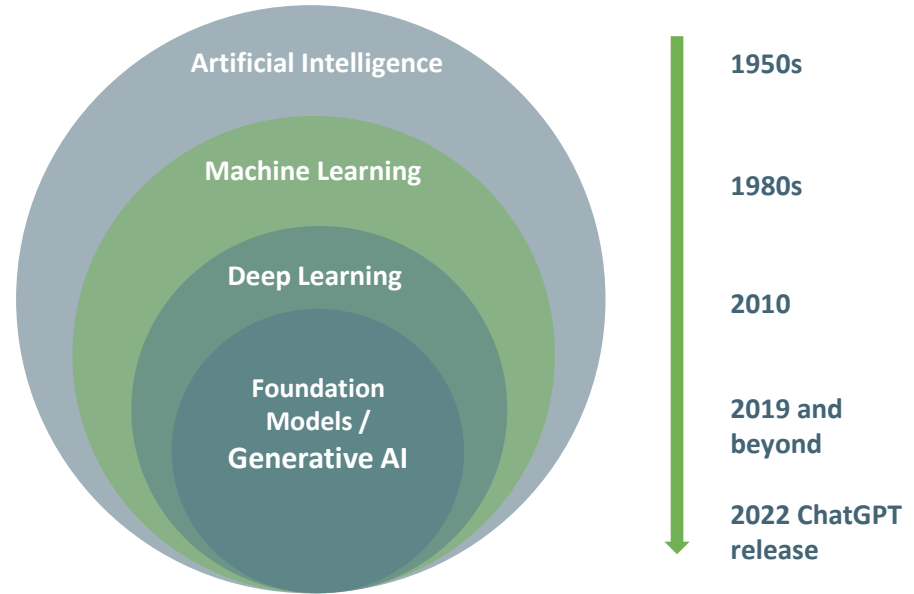 Artificial Intelligence
Machine Learning
Deep Learning
Foundation
Models /
Generative AI
1950s
1980s
2010
2019 and
beyond
2022 ChatGPT
release